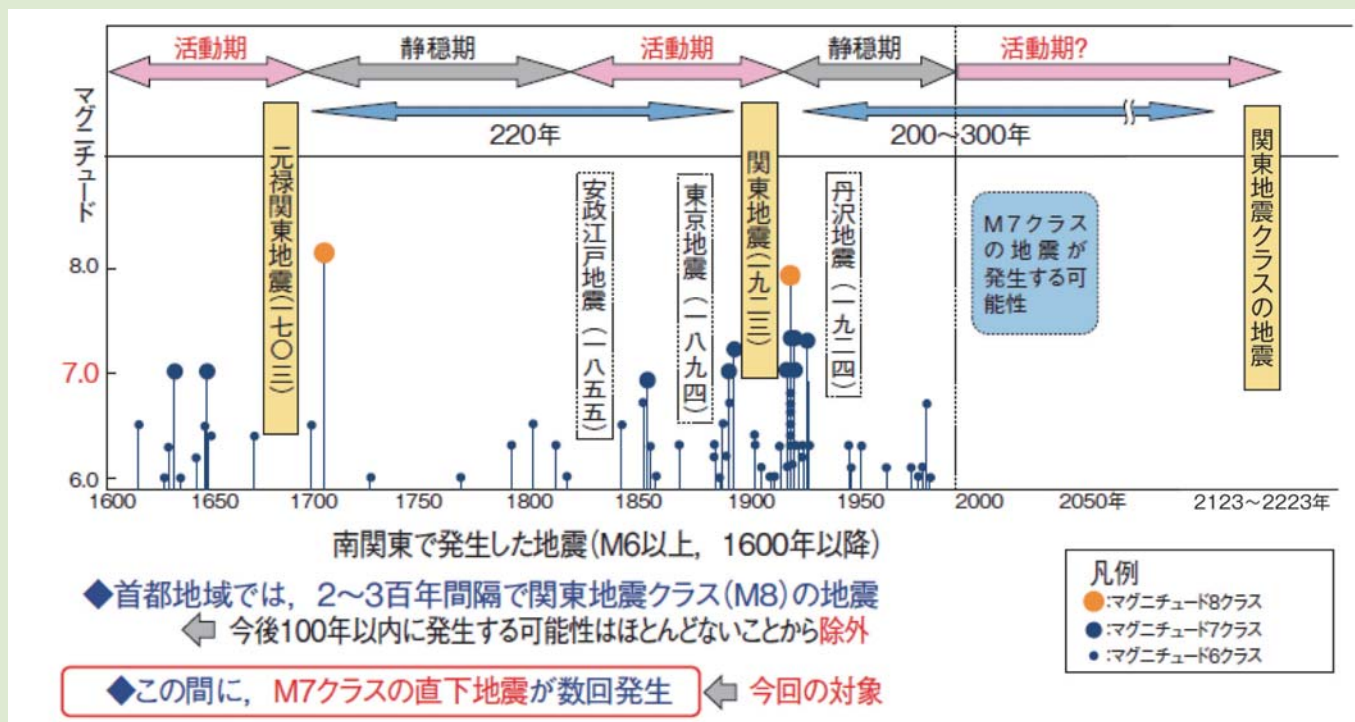 活動期
静穏期
活動期
静穏期
活動期?
マグニチュード
220年
200～300年
元禄関東地震(一七〇三)
安政江戸地震(一八五五)
東京地震(一八九四)
関東地震(一九二三)
丹沢地震(一九二四)
M7クラス
の地震が
発生する可
能性
関東地震クラスの地震
8.0
7.0
6.0
1600 1650 1700 1750 1800 1850 1900 1950 2000 2050年 2123～2223年
南関東で発生した地震(M6以上, 1600年以降)
◆首都地域では, 2～3百年間隔で関東地震クラス(M8)の地震
今後100年以内に発生する可能性はほとんどないことから除外
◆この間に, M7クラスの直下地震が数回発生
今回の対象
凡例
:マグニチュード8クラス
:マグニチュード7クラス
:マグニチュード6クラス